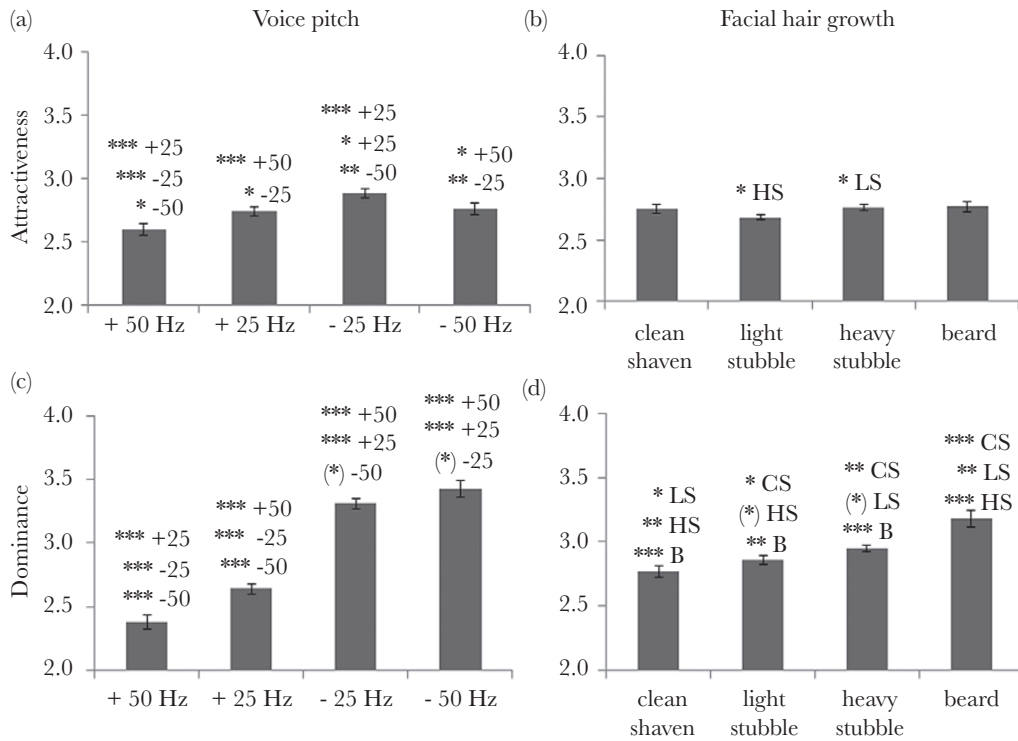 (a)
Voice pitch
Attractiveness
4.0
3.5
3.0
2.5
2.0
*** +25
*** -25
* -50
*** +50
* -25
*** +25
* +25
** -50
* +50
** -25
+ 50 Hz
+ 25 Hz
- 25 Hz
- 50 Hz
(b)
Facial hair growth
4.0
3.5
3.0
2.5
2.0
* HS
* LS
clean
shaven
light
stubble
heavy
stubble
beard
(c)
Dominance
4.0
3.5
3.0
2.5
2.0
*** +25
*** -25
*** -50
*** +50
*** -25
*** -50
*** +50
*** +25
(*) -50
*** +50
*** +25
(*) -25
+ 50 Hz
+ 25 Hz
- 25 Hz
- 50 Hz
(d)
4.0
3.5
3.0
2.5
2.0
* LS
** HS
*** B
* CS
(*) HS
** B
** CS
(*) LS
*** B
*** CS
** LS
*** HS
clean
shaven
light
stubble
heavy
stubble
beard